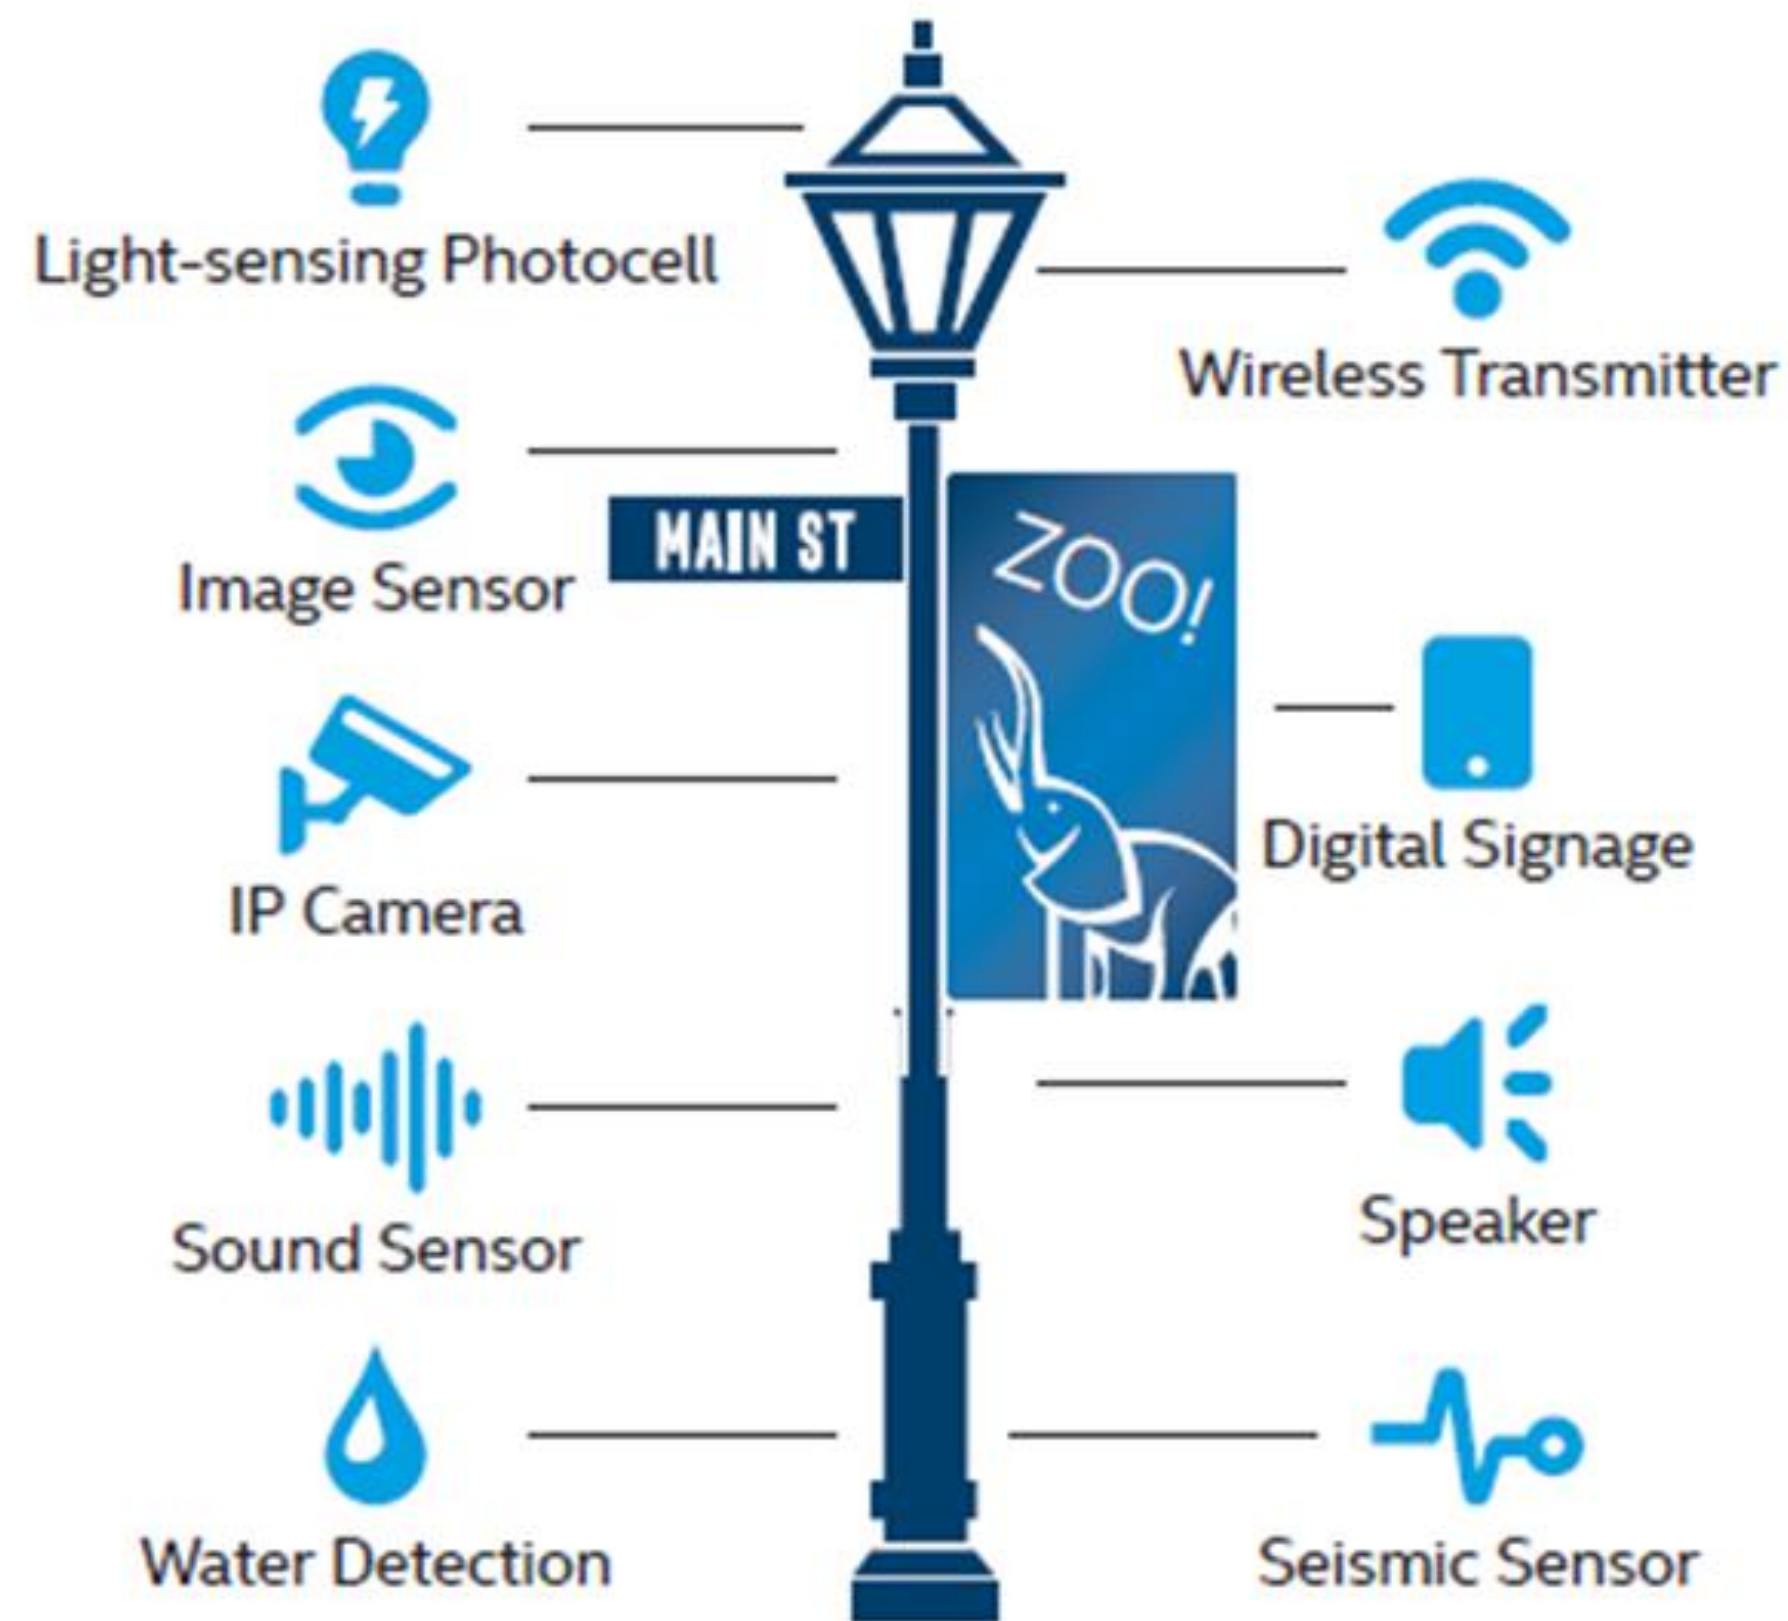 Light-sensing Photocell
Wireless Transmitter
Image Sensor
MAIN ST
ZOO!
IP Camera
Digital Signage
Sound Sensor
Speaker
Water Detection
Seismic Sensor